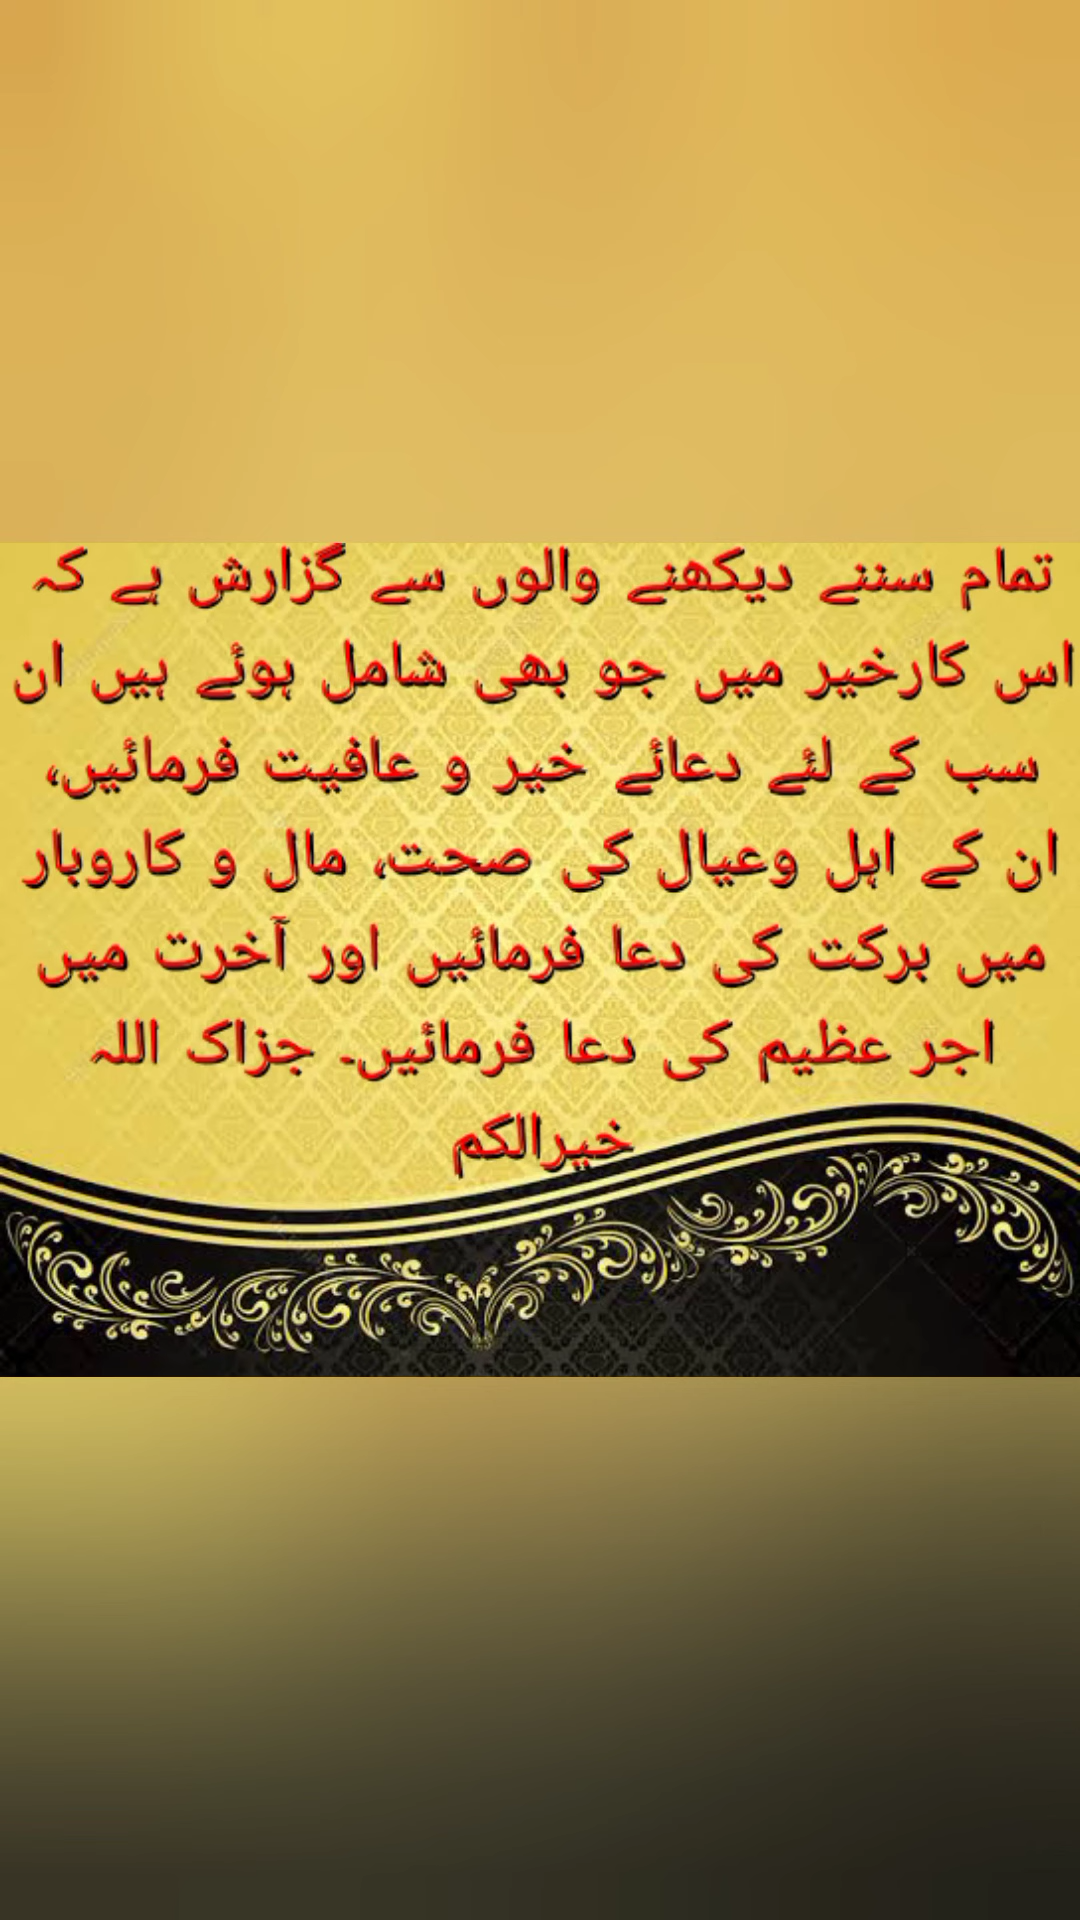 تمام سننے دیکھنے والوں سے گزارش ہے کہ
اس کارخیر میں جو بھی شامل ہوئے ہیں ان
سب کے لئے دعائے خیر و عافیت فرمائیں،
ان کے اہل وعیال کی صحت، مال و کاروبار
میں برکت کی دعا فرمائیں اور آخرت میں
اجر عظیم کی دعا فرمائیں۔ جزاک اللہ
خیرالکم